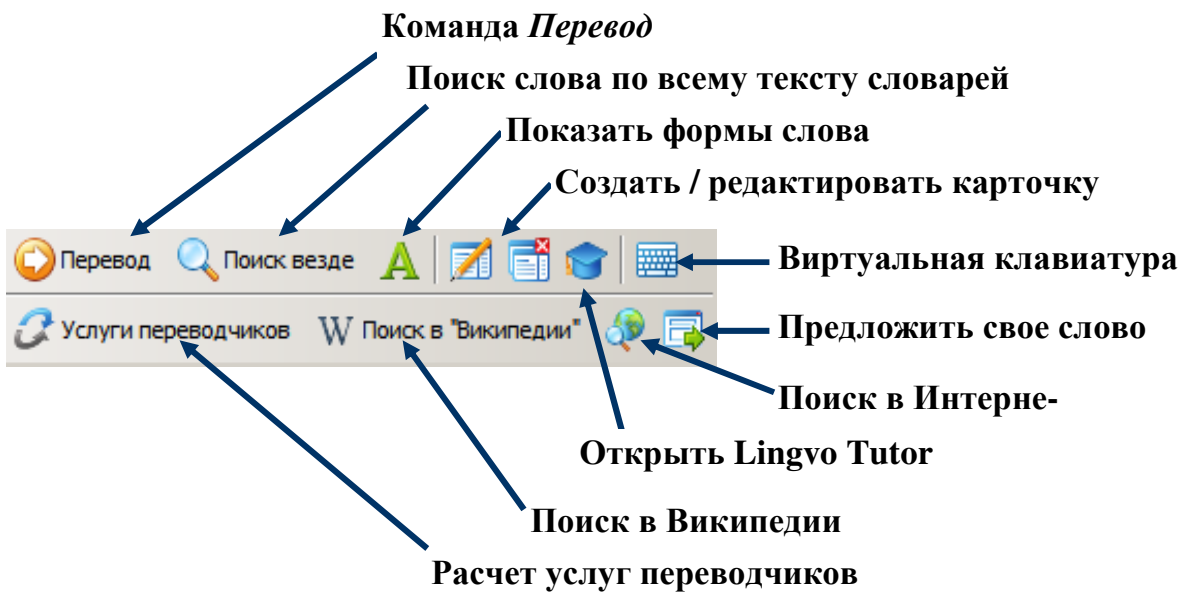 Команда Перевод
Поиск слова по всему тексту словарей
Показать формы слова
Создать / редактировать карточку
Перевод Поиск везде A
Виртуальная клавиатура
Услуги переводчиков W Поиск в "Википедии"
Предложить свое слово
Поиск в Интерне-
Открыть Lingvo Tutor
Поиск в Википедии
Расчет услуг переводчиков